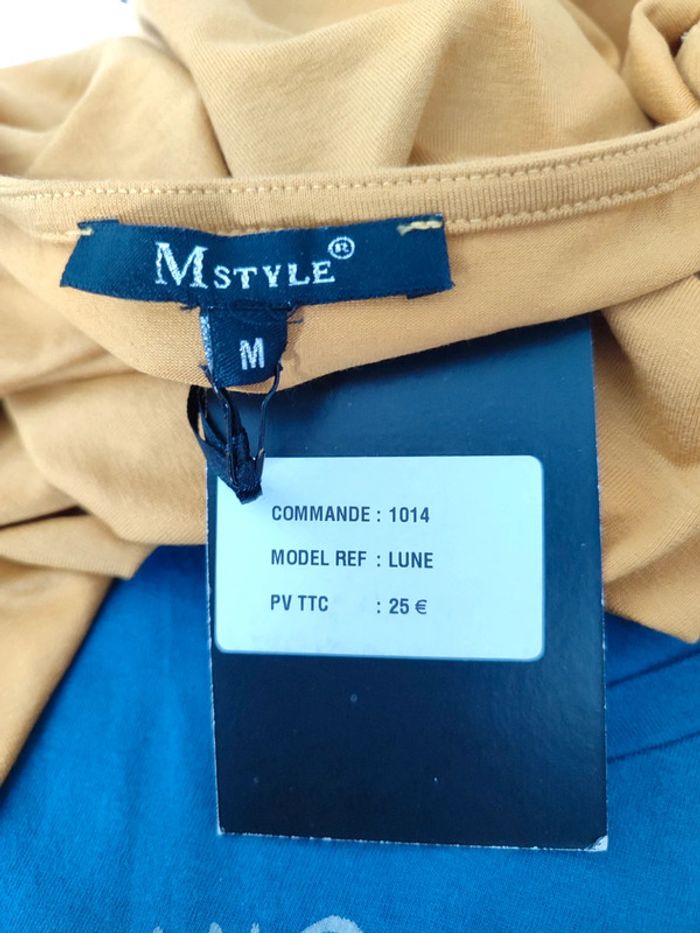 MSTYLE®
M
COMMANDE : 1014
MODEL REF : LUNE
PV TTC : 25 €